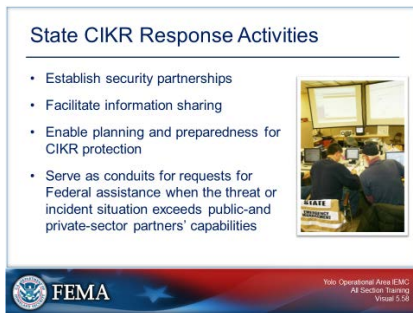 State CIKR Response Activities
• Establish security partnerships
• Facilitate information sharing
• Enable planning and preparedness for
CIKR protection
• Serve as conduits for requests for
Federal assistance when the threat or
incident situation exceeds public-and
private-sector partners' capabilities
STATE
EMERGENCY
MANAGEMENT
FEMA
Yolo Operational Area IEMC
All Section Training
Visual 5.58